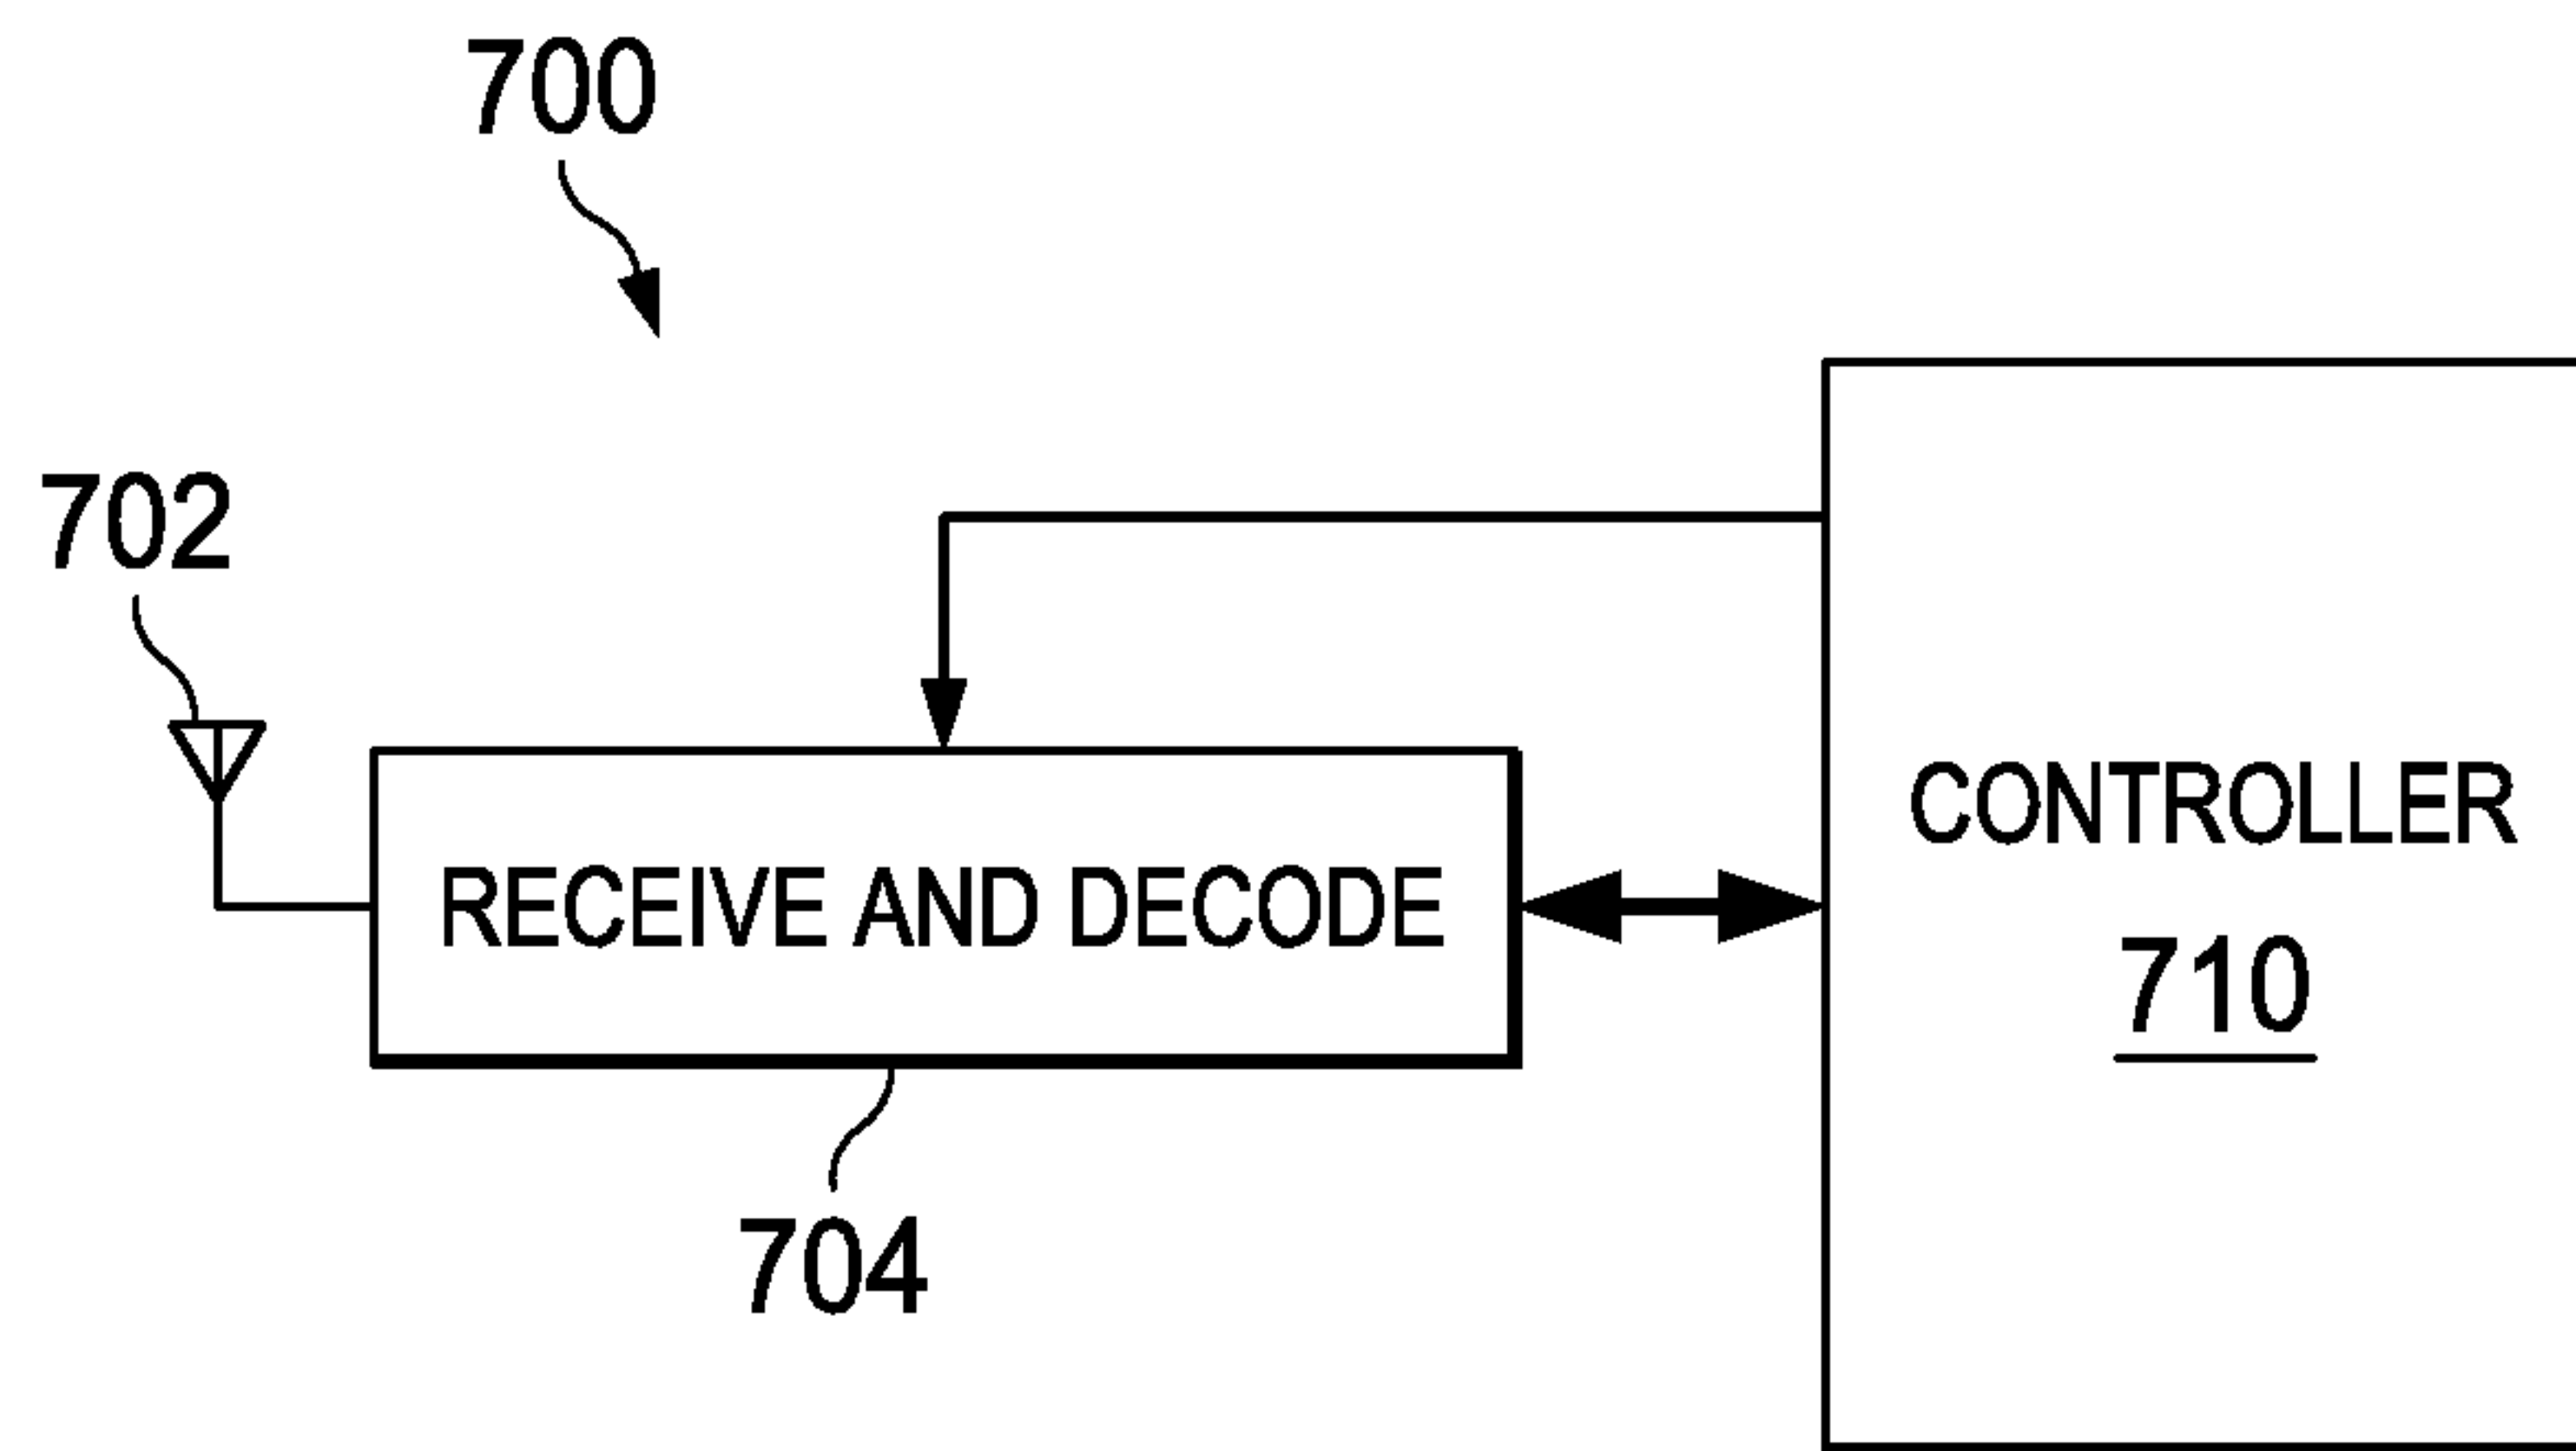 700
702
CONTROLLER
710
RECEIVE AND DECODE
704